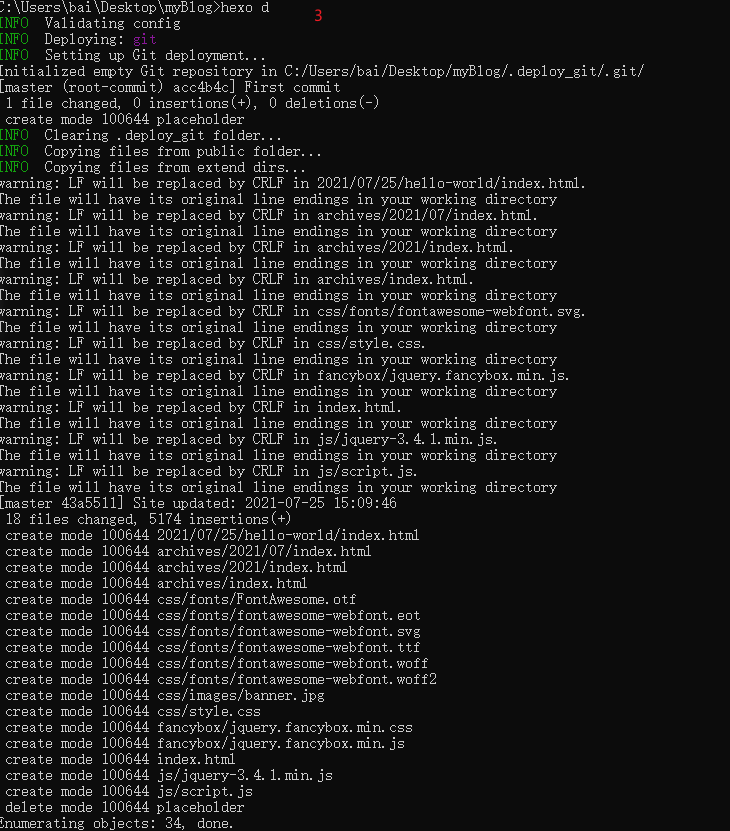 C:\Users\bai\Desktop\myBlog>hexo d
3
INFO  Validating config
INFO  Deploying: git
INFO  Setting up Git deployment...
Initialized empty Git repository in C:/Users/bai/Desktop/myBlog/.deploy_git/.git/
[master (root-commit) acc4b4c] First commit
 1 file changed, 0 insertions(+), 0 deletions(-)
 create mode 100644 placeholder
INFO  Clearing .deploy_git folder...
INFO  Copying files from public folder...
INFO  Copying files from extend dirs...
warning: LF will be replaced by CRLF in 2021/07/25/hello-world/index.html.
The file will have its original line endings in your working directory
warning: LF will be replaced by CRLF in archives/2021/07/index.html.
The file will have its original line endings in your working directory
warning: LF will be replaced by CRLF in archives/2021/index.html.
The file will have its original line endings in your working directory
warning: LF will be replaced by CRLF in archives/index.html.
The file will have its original line endings in your working directory
warning: LF will be replaced by CRLF in css/fonts/fontawesome-webfont.svg.
The file will have its original line endings in your working directory
warning: LF will be replaced by CRLF in css/style.css.
The file will have its original line endings in your working directory
warning: LF will be replaced by CRLF in fancybox/jquery.fancybox.min.js.
The file will have its original line endings in your working directory
warning: LF will be replaced by CRLF in index.html.
The file will have its original line endings in your working directory
warning: LF will be replaced by CRLF in js/jquery-3.4.1.min.js.
The file will have its original line endings in your working directory
warning: LF will be replaced by CRLF in js/script.js.
The file will have its original line endings in your working directory
[master 43a5511] Site updated: 2021-07-25 15:09:46
 18 files changed, 5174 insertions(+)
 create mode 100644 2021/07/25/hello-world/index.html
 create mode 100644 archives/2021/07/index.html
 create mode 100644 archives/2021/index.html
 create mode 100644 archives/index.html
 create mode 100644 css/fonts/FontAwesome.otf
 create mode 100644 css/fonts/fontawesome-webfont.eot
 create mode 100644 css/fonts/fontawesome-webfont.svg
 create mode 100644 css/fonts/fontawesome-webfont.ttf
 create mode 100644 css/fonts/fontawesome-webfont.woff
 create mode 100644 css/fonts/fontawesome-webfont.woff2
 create mode 100644 css/images/banner.jpg
 create mode 100644 css/style.css
 create mode 100644 fancybox/jquery.fancybox.min.css
 create mode 100644 fancybox/jquery.fancybox.min.js
 create mode 100644 index.html
 create mode 100644 js/jquery-3.4.1.min.js
 create mode 100644 js/script.js
 delete mode 100644 placeholder
Enumerating objects: 34, done.